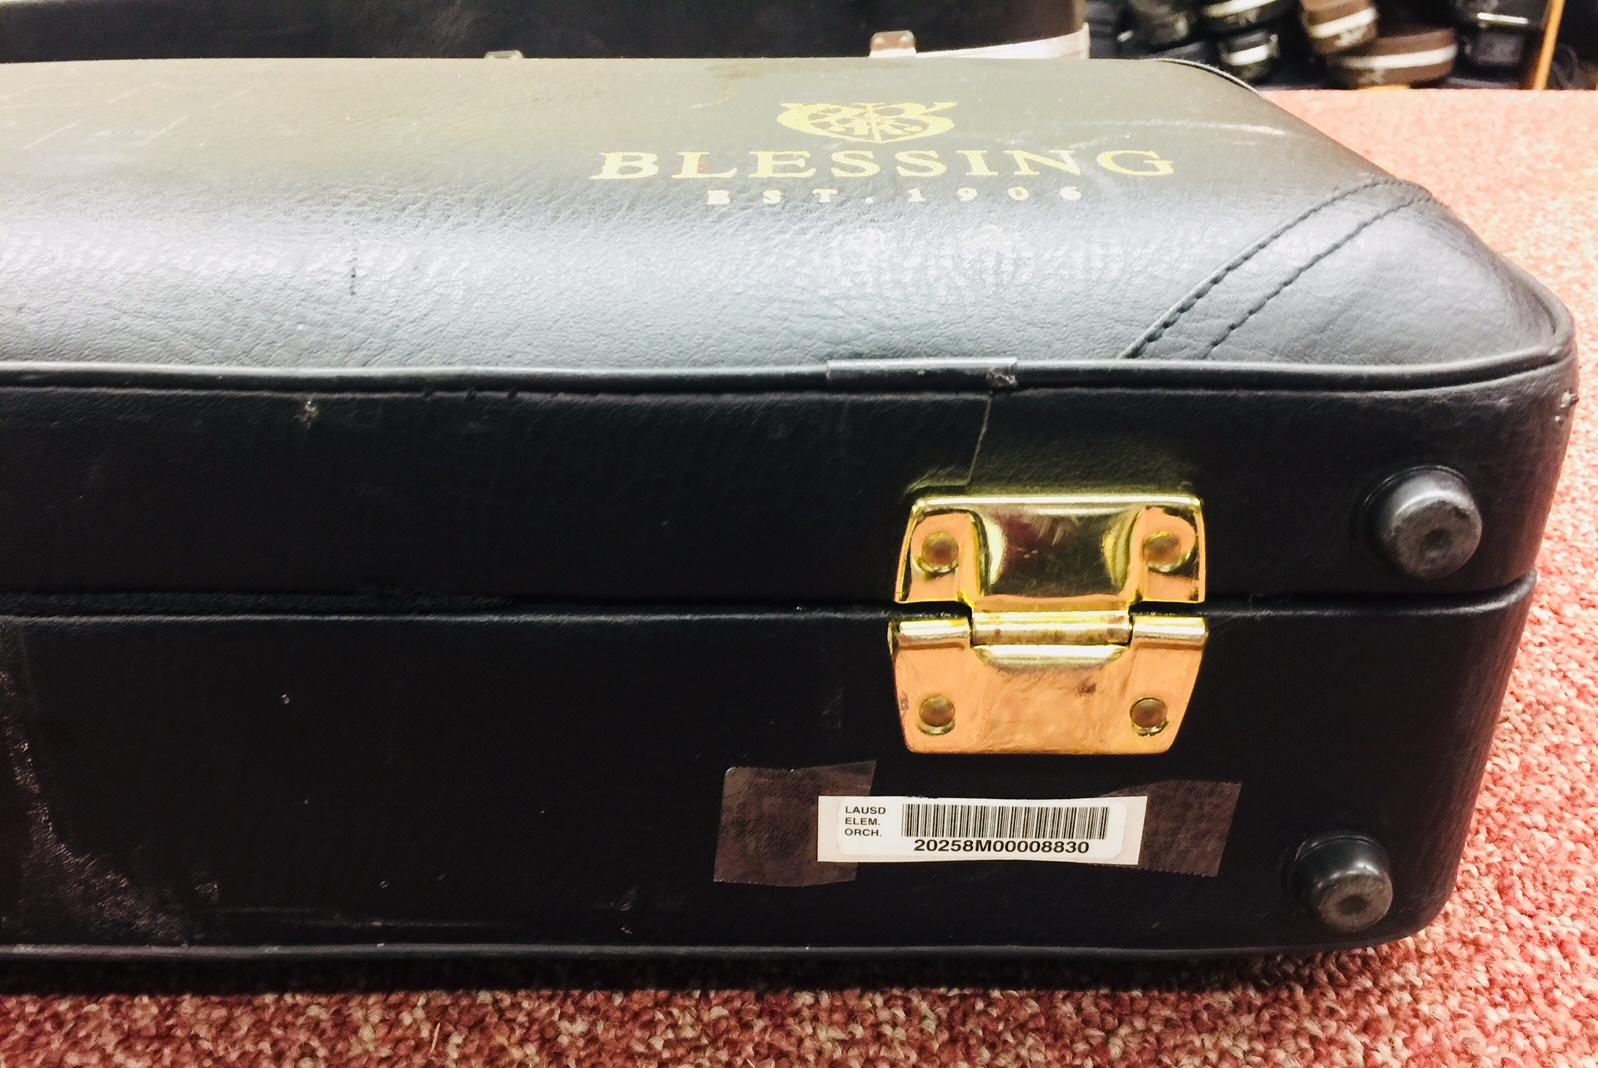 BLESSING
EST. 1906
LAUSD
ELEM.
ORCH.
20258M00008830